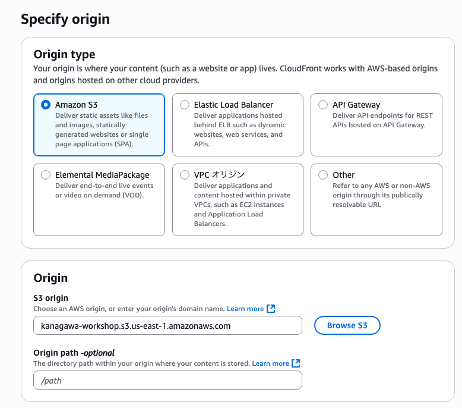 Specify origin
Origin type
Your origin is where your content (such as a website or app) lives. CloudFront works with AWS-based origins
and origins hosted on other cloud providers.
Amazon S3
Deliver static assets like files
and images, statically
generated websites or single
page applications (SPA).
Elastic Load Balancer
Deliver applications hosted
behind ELB such as dynamic
websites, web services, and
APIs.
API Gateway
Deliver API endpoints for REST
APIs hosted on API Gateway.
Elemental MediaPackage
Deliver end-to-end live events
or video on demand (VOD).
VPC オリジン
Deliver applications and
content hosted within private
VPCs, such as EC2 instances
and Application Load
Balancers.
Other
Refer to any AWS or non-AWS
origin through its publically
resolvable URL
Origin
S3 origin
Choose an AWS origin, or enter your origin's domain name. Learn more
kanagawa-workshop.s3.us-east-1.amazonaws.com
Browse S3
Origin path -optional
The directory path within your origin where your content is stored. Learn more
/path